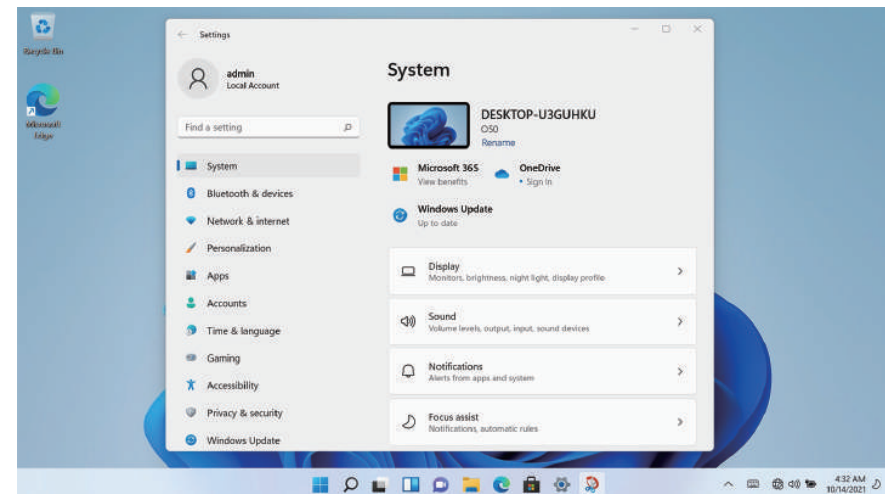 Recycle Bin
Microsoft
Edge
Settings
admin
Local Account
Find a setting
System
Bluetooth & devices
Network & internet
Personalization
Apps
Accounts
Time & language
Gaming
Accessibility
Privacy & security
Windows Update
System
DESKTOP-U3GUHKU
O50
Rename
Microsoft 365
View benefits
OneDrive
• Sign in
Windows Update
Up to date
Display
Monitors, brightness, night light, display profile
Sound
Volume levels, output, input, sound devices
Notifications
Alerts from apps and system
Focus assist
Notifications, automatic rules
4:32 AM
10/14/2021